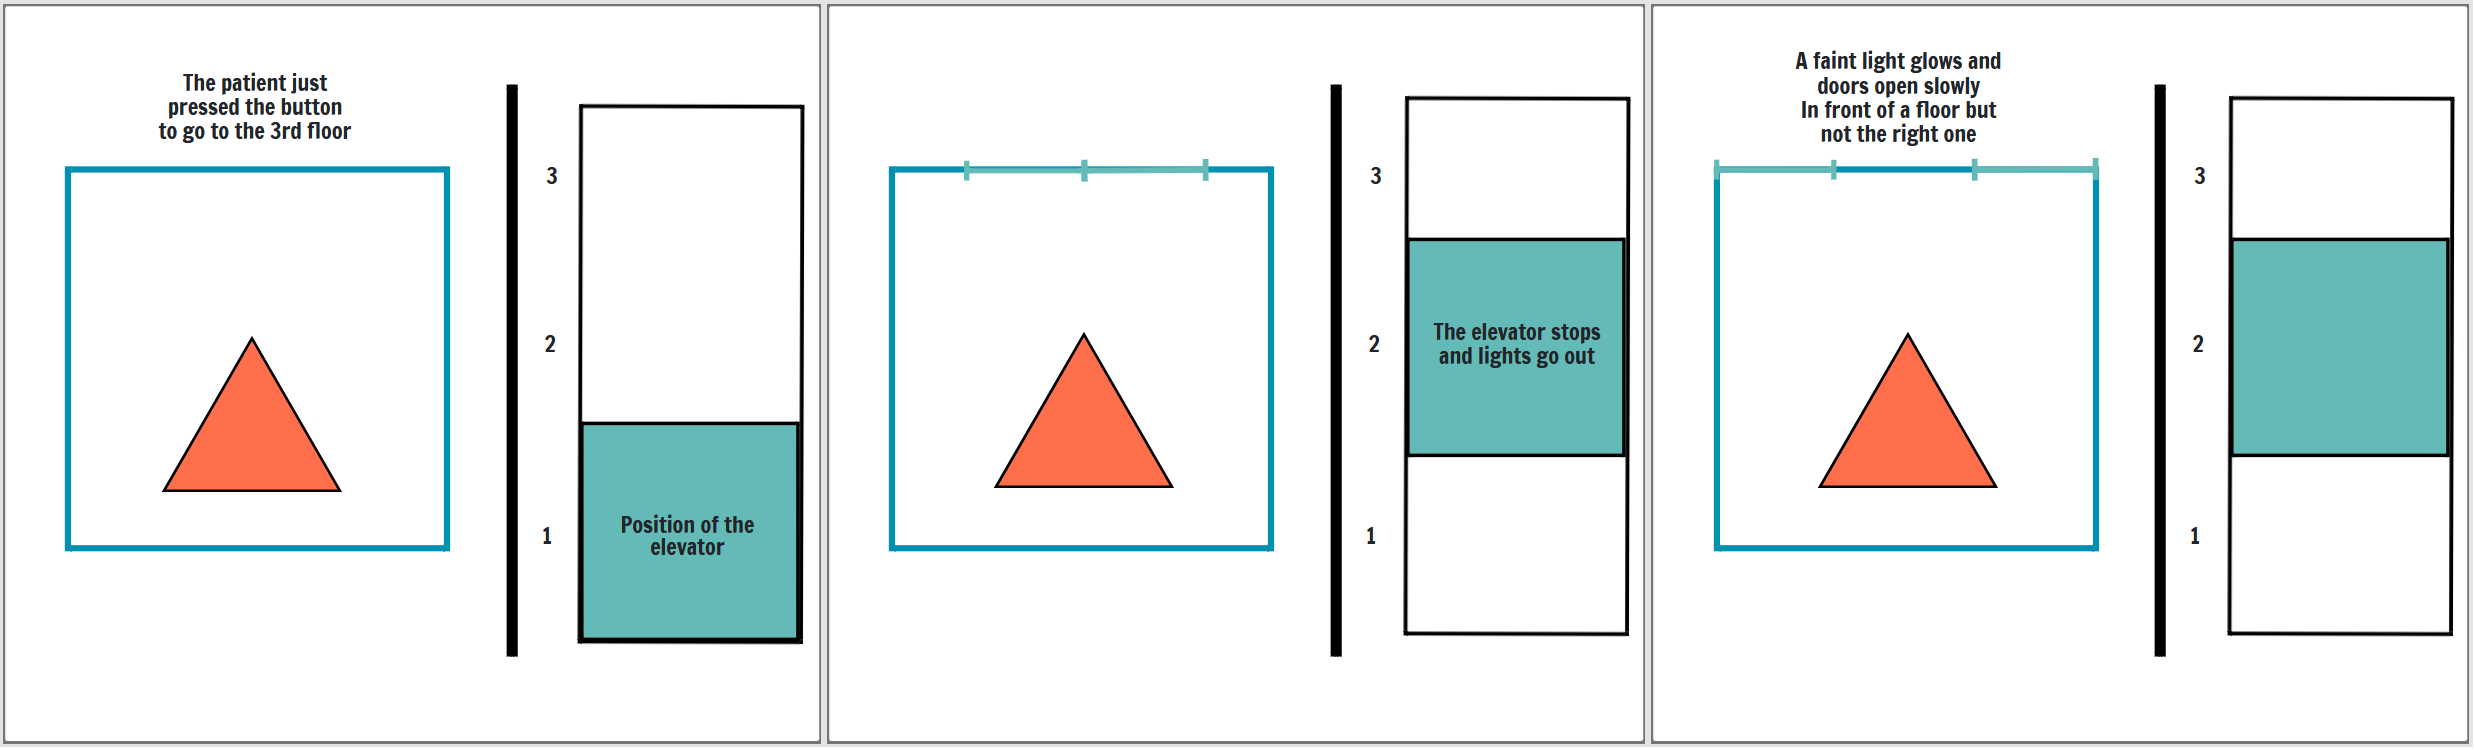 The patient just
pressed the button
to go to the 3rd floor
3
2
1
Position of the
elevator
3
2
1
The elevator stops
and lights go out
A faint light glows and
doors open slowly
In front of a floor but
not the right one
3
2
1